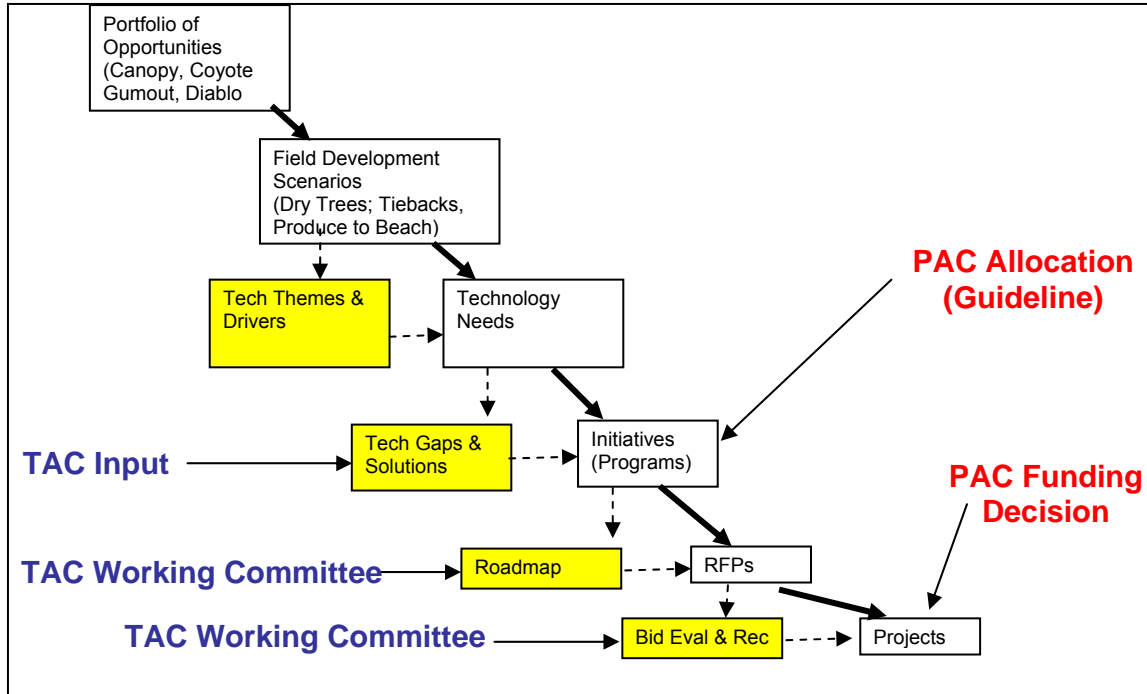 Portfolio of
Opportunities
(Canopy, Coyote
Gumout, Diablo
Field Development
Scenarios
(Dry Trees; Tiebacks,
Produce to Beach)
PAC Allocation
(Guideline)
Tech Themes &
Drivers
Technology
Needs
TAC Input
Tech Gaps &
Solutions
Initiatives
(Programs)
PAC Funding
Decision
TAC Working Committee
Roadmap
RFPs
TAC Working Committee
Bid Eval & Rec
Projects